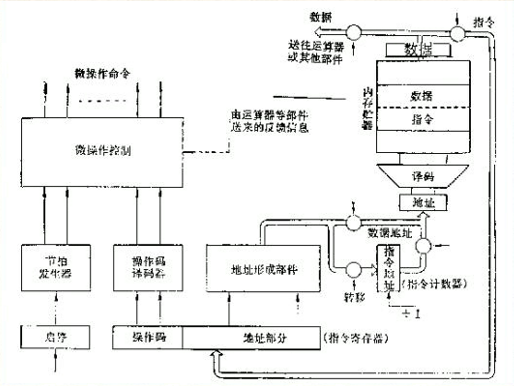 数据
指令
送往运算器
或其他部件
数据
微操作命令
内存贮器
数据
指令
由运算器等部件
送来的反馈信息
微操作控制
译码
地址
数据地址
节拍
发生器
操作码
译码器
地址形成部件
指令地址
(指令计数器)
转移
+1
启停
操作码
地址部分
(指令寄存器)